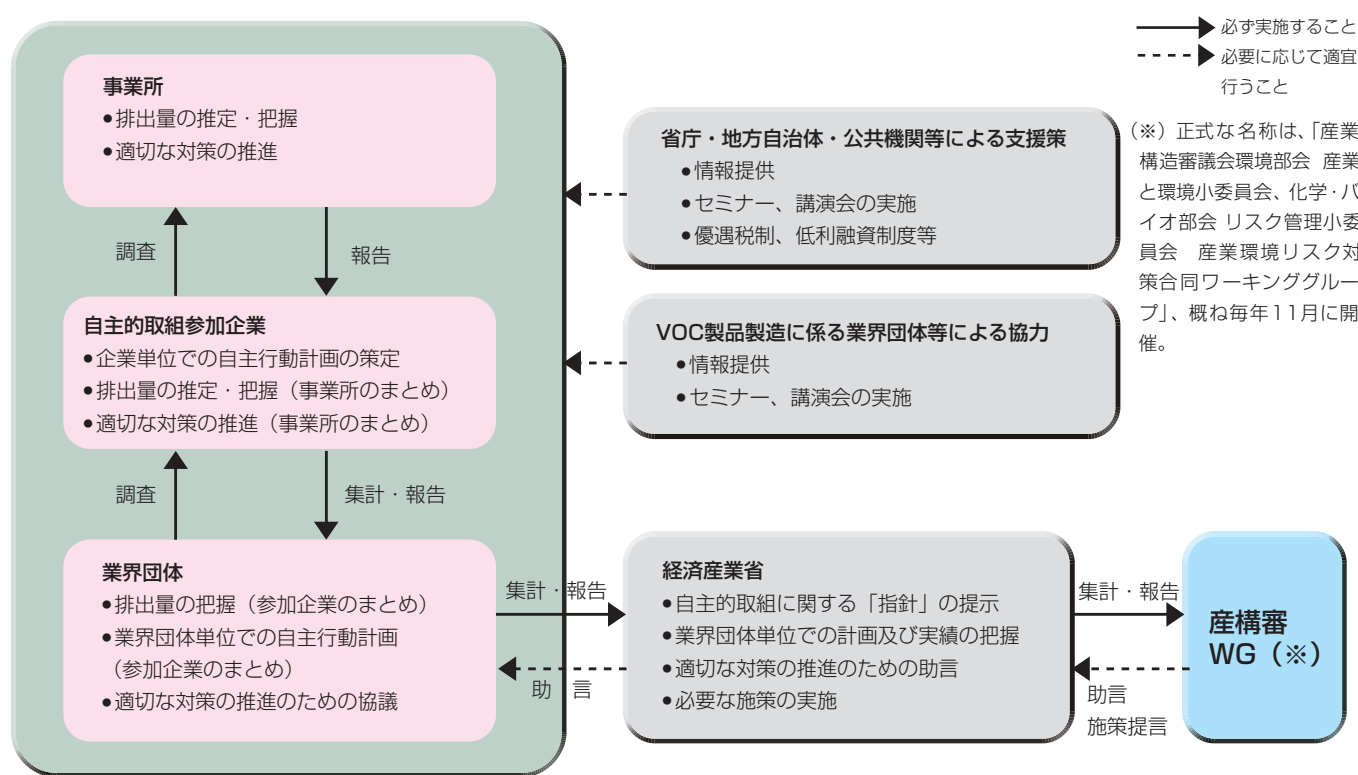 事業所
●排出量の推定・把握
●適切な対策の推進
調査
報告
自主的取組参加企業
●企業単位での自主行動計画の策定
●排出量の推定・把握（事業所のまとめ）
●適切な対策の推進（事業所のまとめ）
調査
集計・報告
業界団体
●排出量の把握（参加企業のまとめ）
●業界団体単位での自主行動計画
（参加企業のまとめ）
●適切な対策の推進のための協議
省庁・地方自治体・公共機関等による支援策
●情報提供
●セミナー、講演会の実施
●優遇税制、低利融資制度等
VOC製品製造に係る業界団体等による協力
●情報提供
●セミナー、講演会の実施
集計・報告
助　言
経済産業省
●自主的取組に関する「指針」の提示
●業界団体単位での計画及び実績の把握
●適切な対策の推進のための助言
●必要な施策の実施
集計・報告
助言
施策提言
産構審
WG（※）
必ず実施すること
必要に応じて適宜
行うこと
（※）正式な名称は、「産業
構造審議会環境部会 産業
と環境小委員会、化学・バ
イオ部会 リスク管理小委
員会　産業環境リスク対
策合同ワーキンググルー
プ」、概ね毎年11月に開
催。